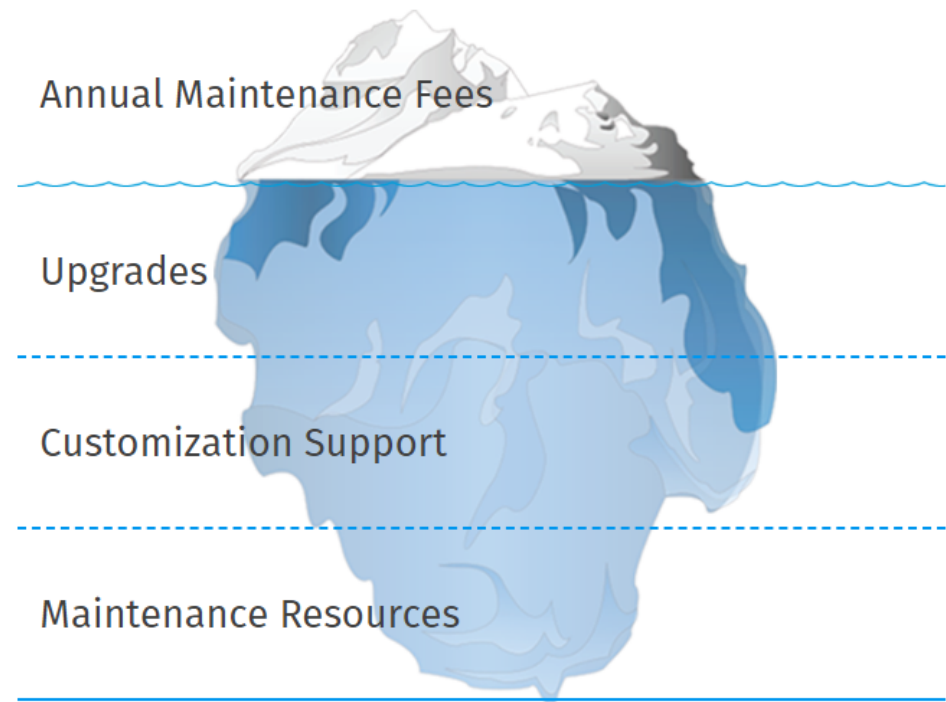 Annual Maintenance Fees
Upgrades
Customization Support
Maintenance Resources